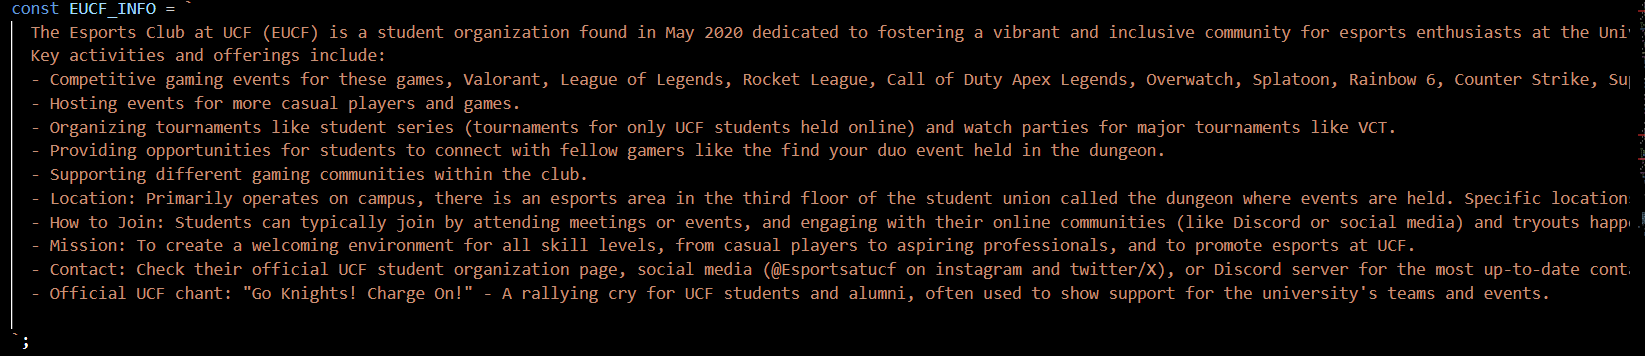 const EUCF_INFO = `
The Esports Club at UCF (EUCF) is a student organization found in May 2020 dedicated to fostering a vibrant and inclusive community for esports enthusiasts at the
Key activities and offerings include:
- Competitive gaming events for these games, Valorant, League of Legends, Rocket League, Call of Duty Apex Legends, Overwatch, Splatoon, Rainbow 6, Counter Strike,
- Hosting events for more casual players and games.
- Organizing tournaments like student series (tournaments for only UCF students held online) and watch parties for major tournaments like VCT.
- Providing opportunities for students to connect with fellow gamers like the find your duo event held in the dungeon.
- Supporting different gaming communities within the club.
- Location: Primarily operates on campus, there is an esports area in the third floor of the student union called the dungeon where events are held. Specific location
- How to Join: Students can typically join by attending meetings or events, and engaging with their online communities (like Discord or social media) and tryouts
- Mission: To create a welcoming environment for all skill levels, from casual players to aspiring professionals, and to promote esports at UCF.
- Contact: Check their official UCF student organization page, social media (@Esportsatucf on instagram and twitter/X), or Discord server for the most up-to-date
- Official UCF chant: "Go Knights! Charge On!" - A rallying cry for UCF students and alumni, often used to show support for the university's teams and events.
`;